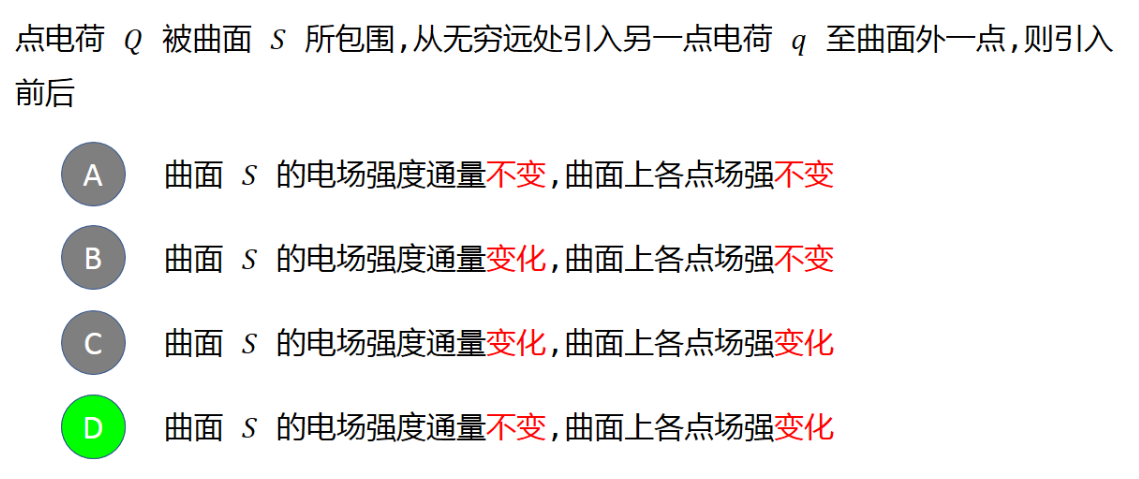 点电荷 Q 被曲面 S 所包围,从无穷远处引入另一点电荷 q 至曲面外一点,则引入
前后
A 曲面 S 的电场强度通量不变,曲面上各点场强不变
B 曲面 S 的电场强度通量变化,曲面上各点场强不变
C 曲面 S 的电场强度通量变化,曲面上各点场强变化
D 曲面 S 的电场强度通量不变,曲面上各点场强变化